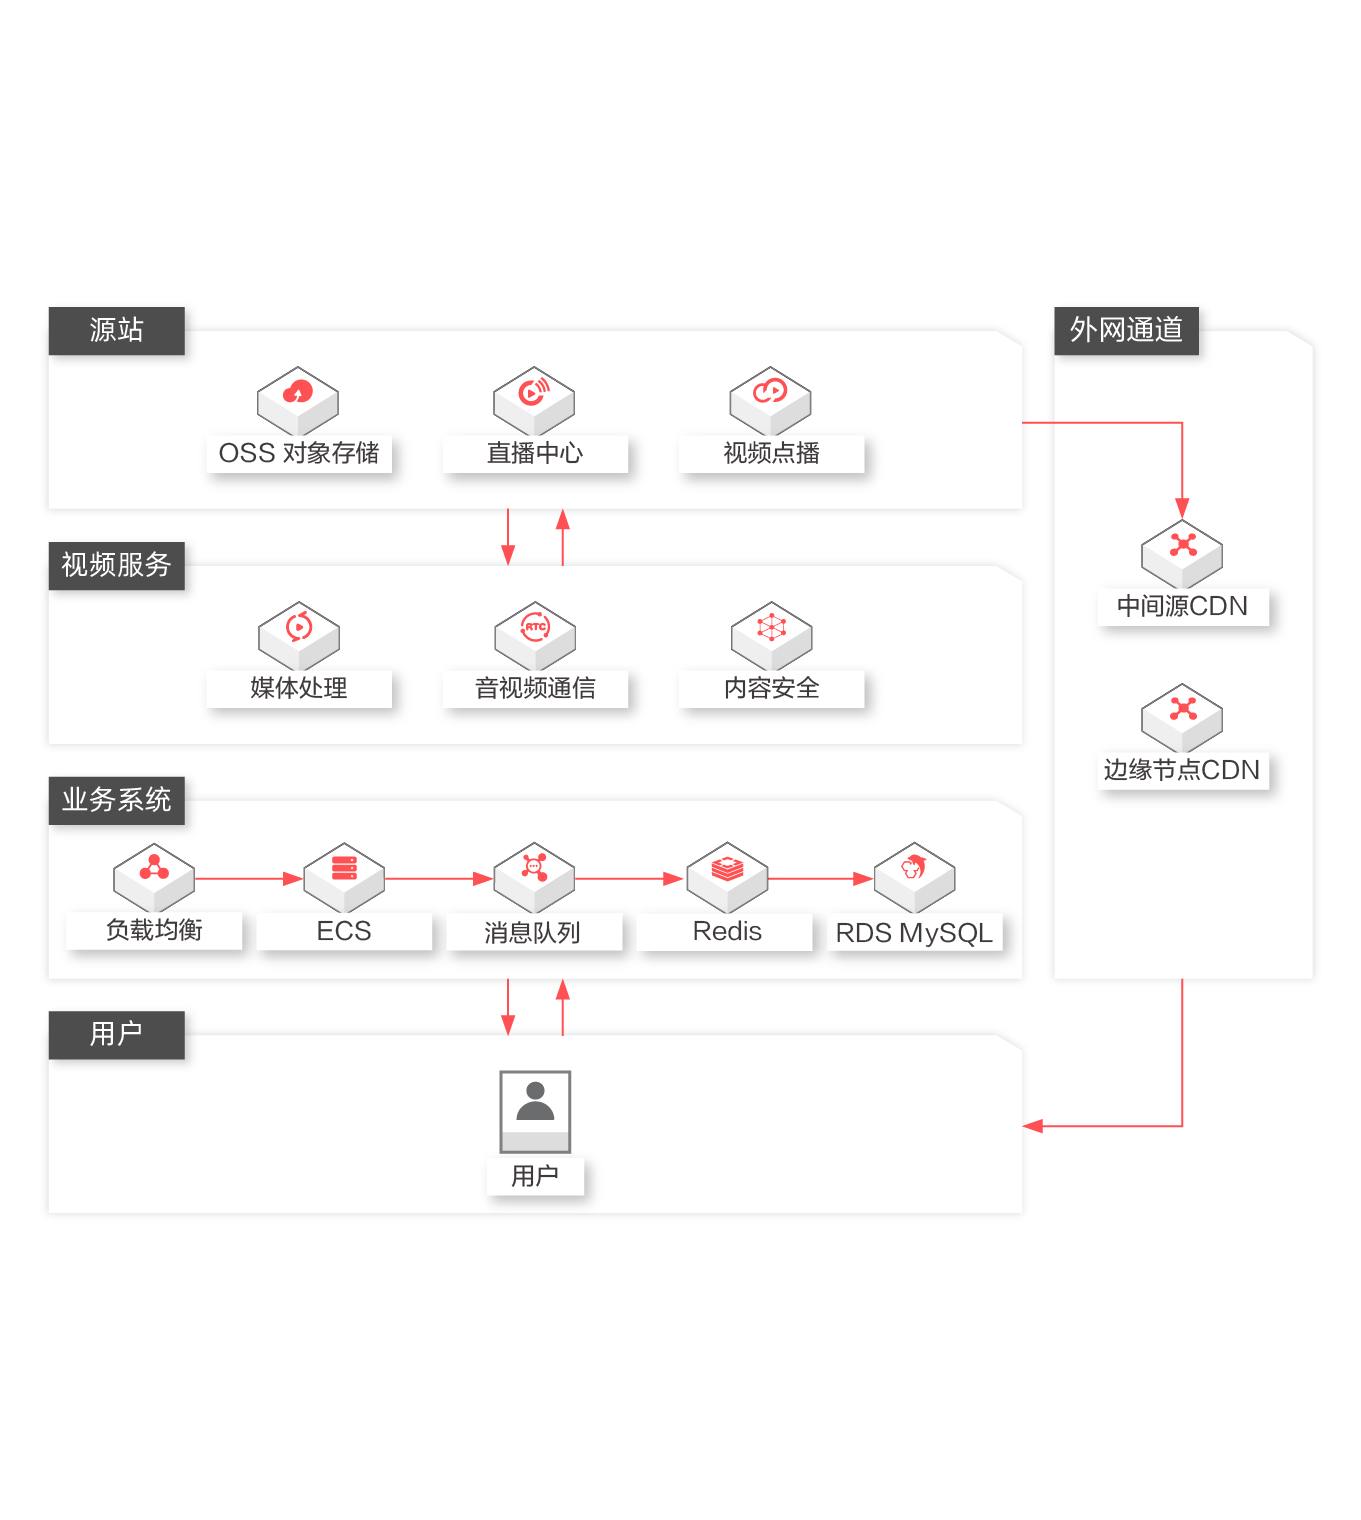 源站
OSS 对象存储
直播中心
视频点播
视频服务
媒体处理
RTC
音视频通信
内容安全
业务系统
负载均衡
ECS
消息队列
Redis
RDS MySQL
用户
用户
外网通道
中间源CDN
边缘节点CDN